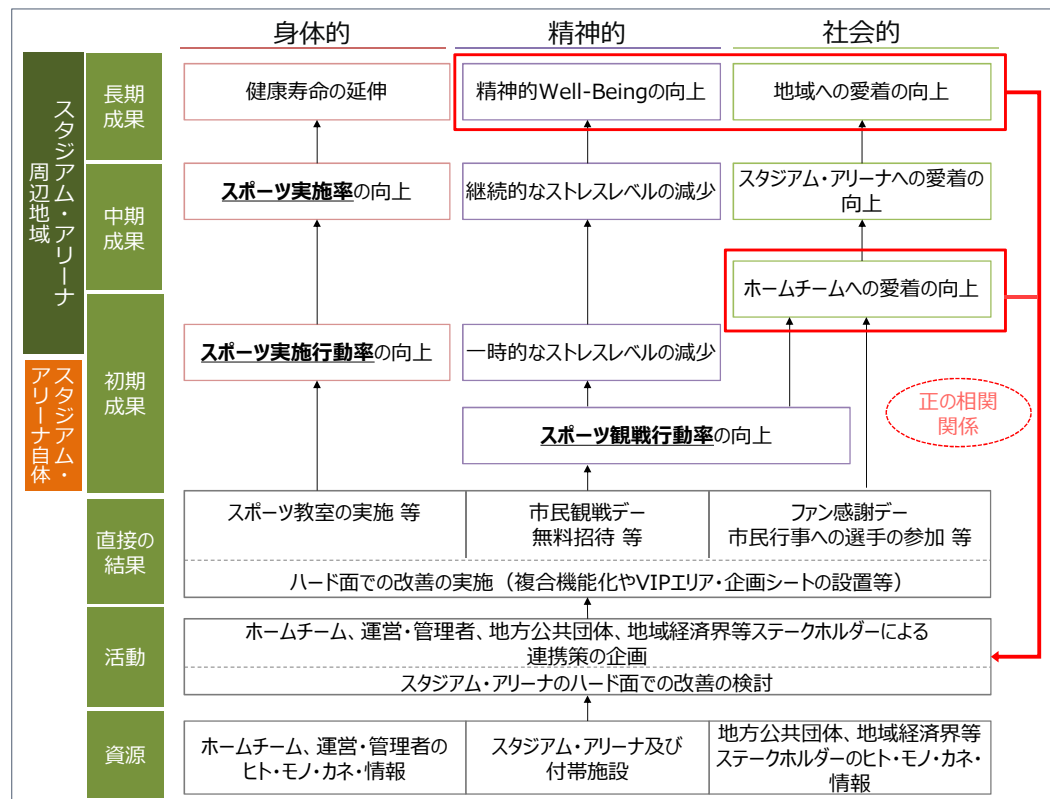 身体的
精神的
社会的
スタジアム・アリーナ
周辺地域
長期
成果
健康寿命の延伸
精神的Well-Beingの向上
地域への愛着の向上
中期
成果
スポーツ実施率の向上
継続的なストレスレベルの減少
スタジアム・アリーナへの愛着の
向上
ホームチームへの愛着の向上
スタジアム・
アリーナ自体
初期
成果
スポーツ実施行動率の向上
一時的なストレスレベルの減少
正の相関
関係
スポーツ観戦行動率の向上
直接の
結果
スポーツ教室の実施 等
市民観戦デー
無料招待 等
ファン感謝デー
市民行事への選手の参加 等
ハード面での改善の実施（複合機能化やVIPエリア・企画シートの設置等）
活動
ホームチーム、運営・管理者、地方公共団体、地域経済界等ステークホルダーによる
連携策の企画
スタジアム・アリーナのハード面での改善の検討
資源
ホームチーム、運営・管理者の
ヒト・モノ・カネ・情報
スタジアム・アリーナ及び
付帯施設
地方公共団体、地域経済界等
ステークホルダーのヒト・モノ・カネ・
情報